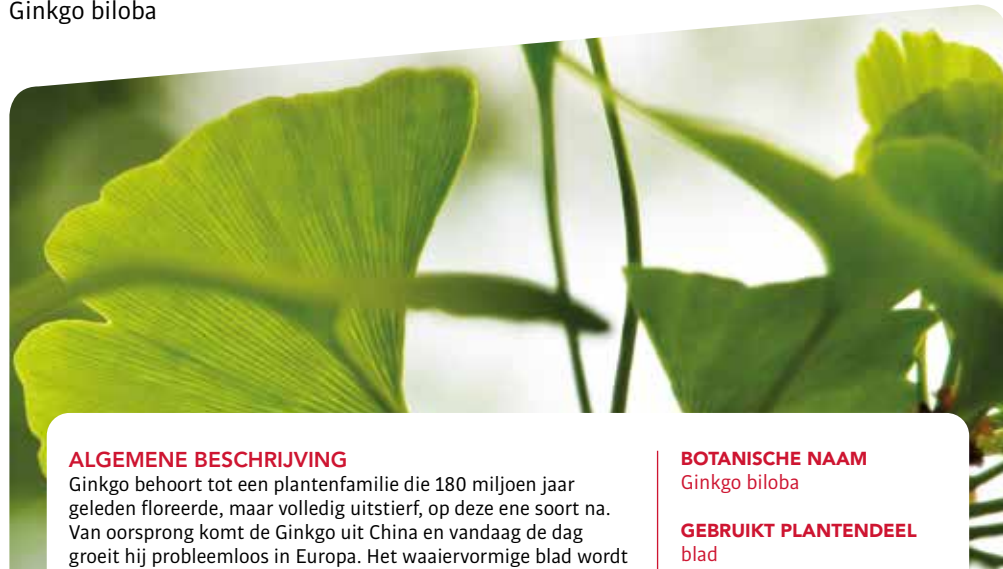 Ginkgo biloba
ALGEMENE BESCHRIJVING
Ginkgo behoort tot een plantenfamilie die 180 miljoen jaar
geleden floreerde, maar volledig uitstierf, op deze ene soort na.
Van oorsprong komt de Ginkgo uit China en vandaag de dag
groeit hij probleemloos in Europa. Het waaiervormige blad wordt
BOTANISCHE NAAM
Ginkgo biloba
GEBRUIKT PLANTENDEEL
blad